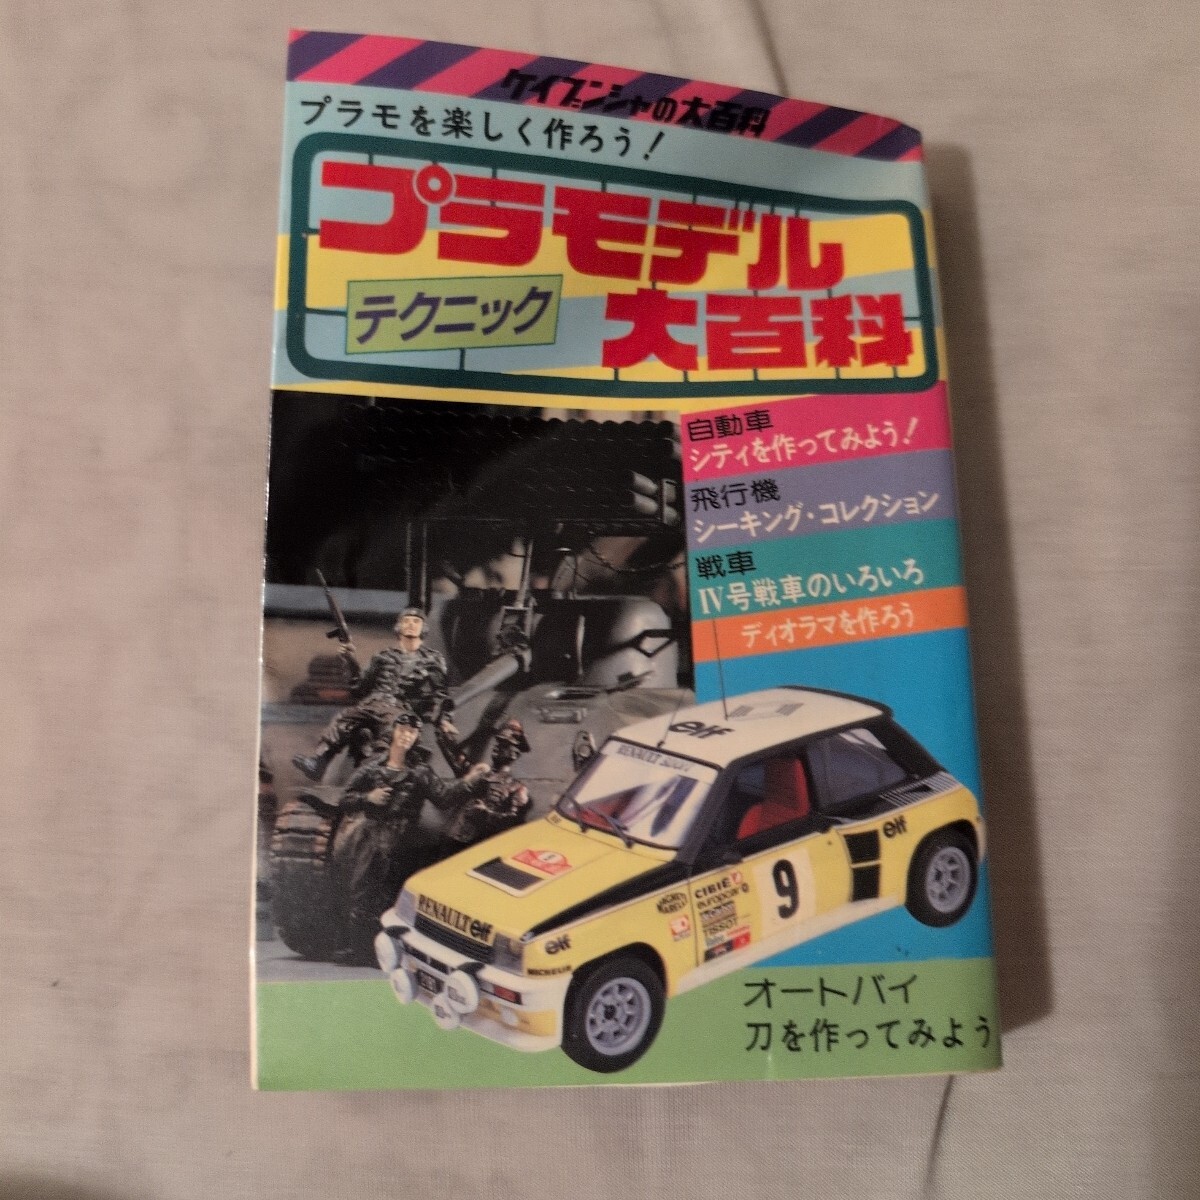 ケイブンシャの大百科
プラモを楽しく作ろう!
プラモデル
テクニック
大百科
自動車
シティを作ってみよう!
飛行機
シーキング・コレクション
戦車
IV号戦車のいろいろ
ディオラマを作ろう
elf
RENAULT
elf
9
CIBIE
europcar
TISSOT
RENAULT elf
elf
オートバイ
刀を作ってみよう